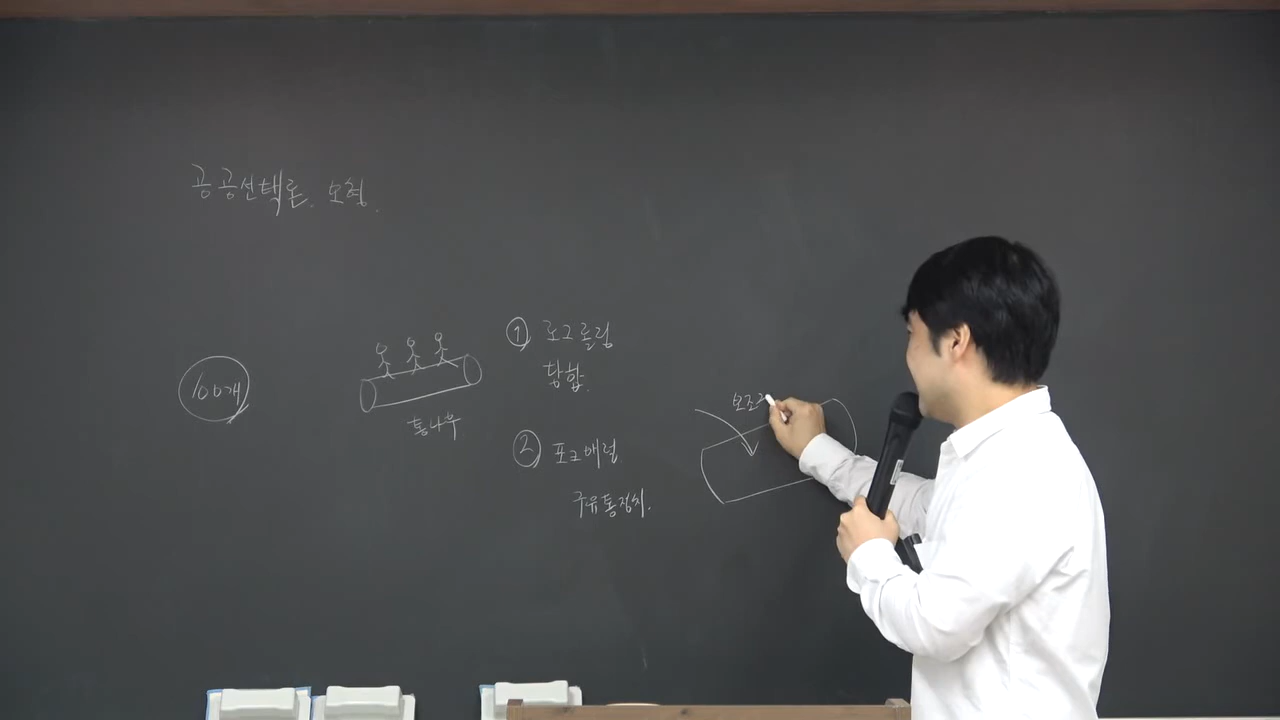 공공선택론. 모형.
100개
통나무
① 로그롤링
담합.
② 포크배럴
구유통정치.
보조